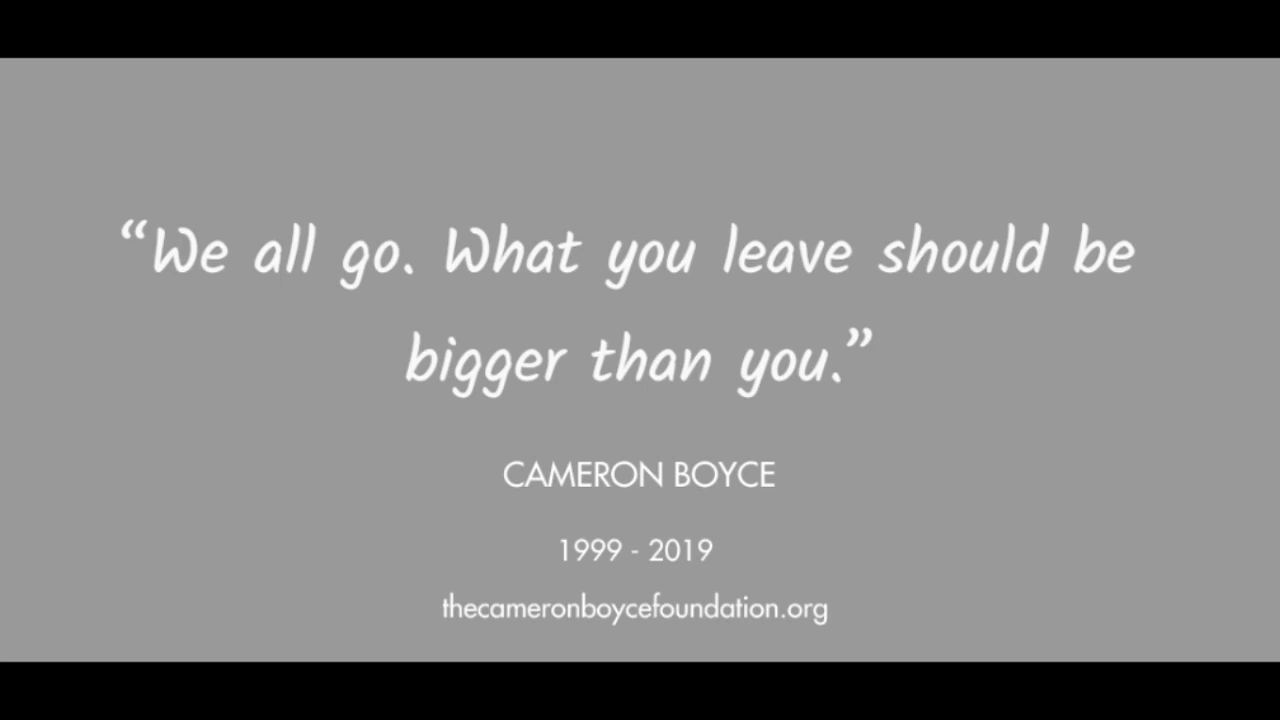 “We all go. What you leave should be
bigger than you.”
CAMERON BOYCE
1999 - 2019
thecameronboycefoundation.org